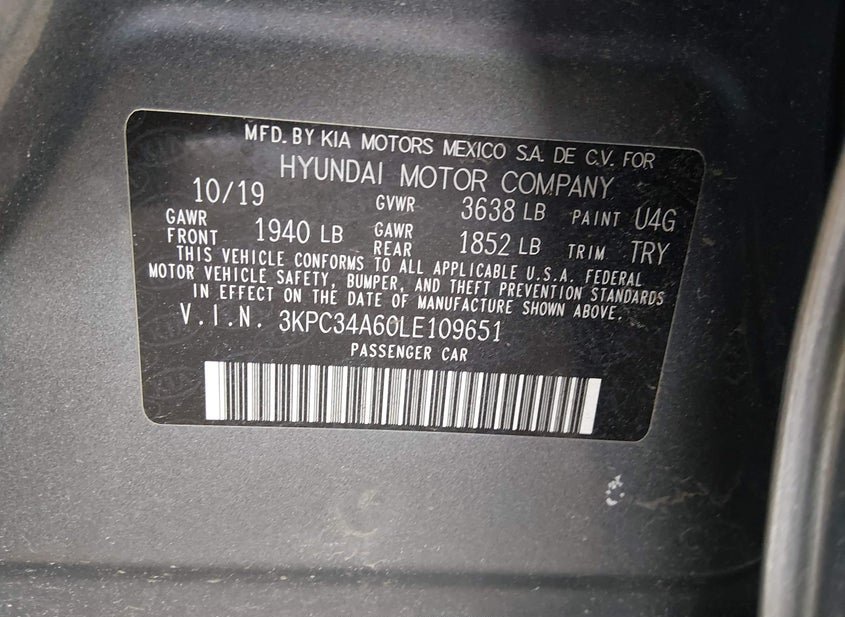 MFD. BY KIA MOTORS MEXICO S.A. DE C.V. FOR
HYUNDAI MOTOR COMPANY
10/19 GVWR 3638 LB PAINT U4G
GAWR FRONT 1940 LB GAWR REAR 1852 LB TRIM TRY
THIS VEHICLE CONFORMS TO ALL APPLICABLE U.S.A. FEDERAL
MOTOR VEHICLE SAFETY, BUMPER, AND THEFT PREVENTION STANDARDS
IN EFFECT ON THE DATE OF MANUFACTURE SHOWN ABOVE.
V.I.N. 3KPC34A60LE109651
PASSENGER CAR